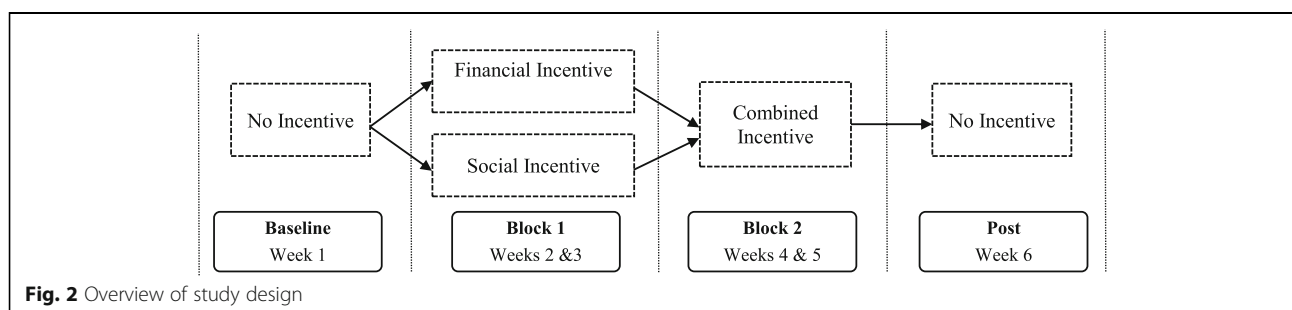 No Incentive
Financial Incentive
Social Incentive
Combined
Incentive
No Incentive
Baseline
Week 1
Block 1
Weeks 2 &3
Block 2
Weeks 4 & 5
Post
Week 6
Fig. 2 Overview of study design